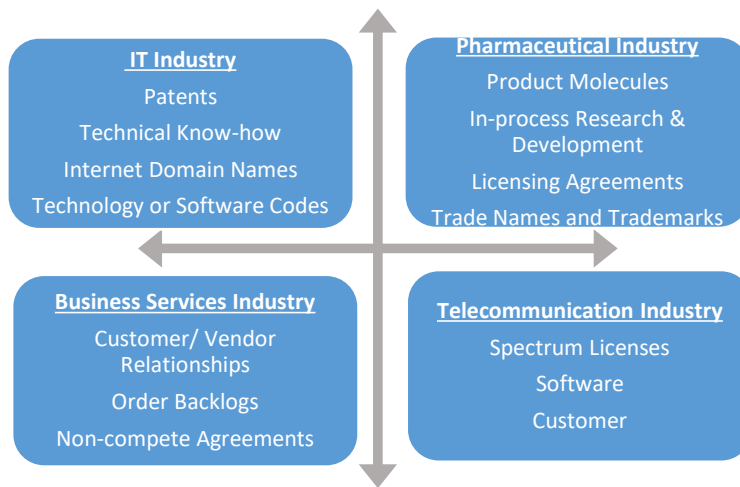 IT Industry
Patents
Technical Know-how
Internet Domain Names
Technology or Software Codes
Pharmaceutical Industry
Product Molecules
In-process Research &
Development
Licensing Agreements
Trade Names and Trademarks
Business Services Industry
Customer/ Vendor
Relationships
Order Backlogs
Non-compete Agreements
Telecommunication Industry
Spectrum Licenses
Software
Customer